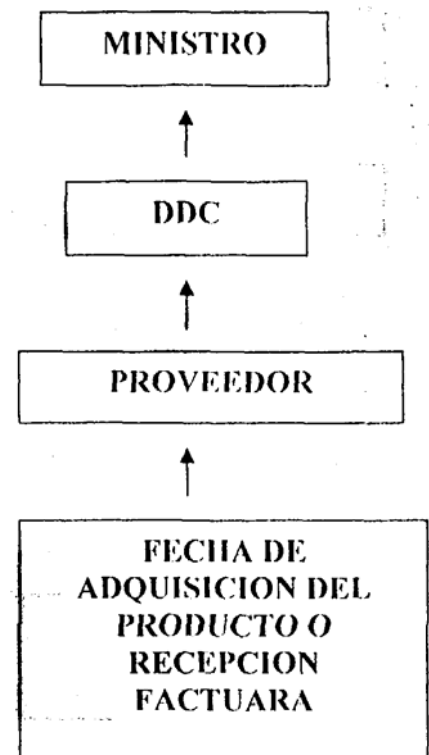 MINISTRO
DDC
PROVEEDOR
FECHA DE
ADQUISICION DEL
PRODUCTO O
RECEPCION
FACTUARA